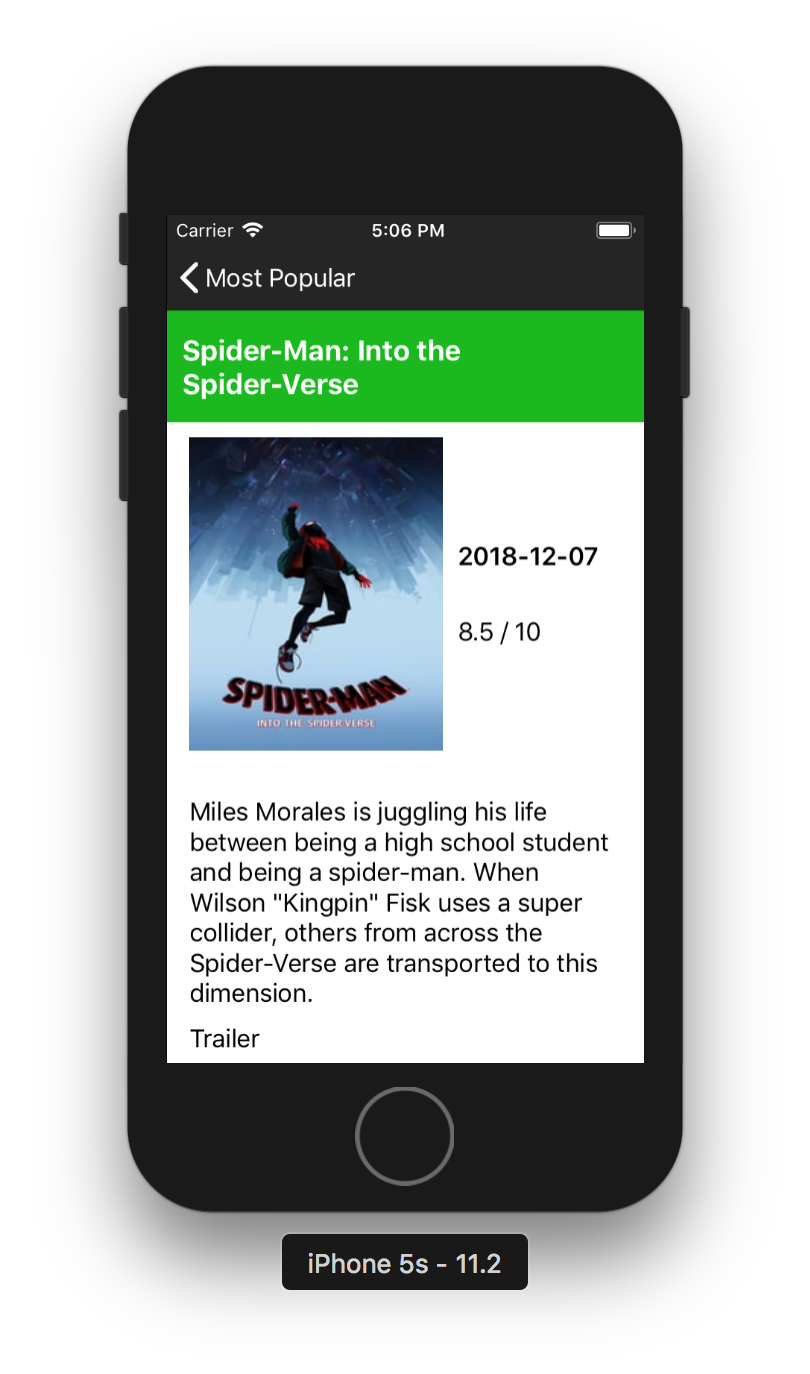 Carrier 5:06 PM
Most Popular
Spider-Man: Into the
Spider-Verse
SPIDER-MAN
INTO THE SPIDER-VERSE
2018-12-07
8.5 / 10
Miles Morales is juggling his life
between being a high school student
and being a spider-man. When
Wilson "Kingpin" Fisk uses a super
collider, others from across the
Spider-Verse are transported to this
dimension.
Trailer
iPhone 5s - 11.2